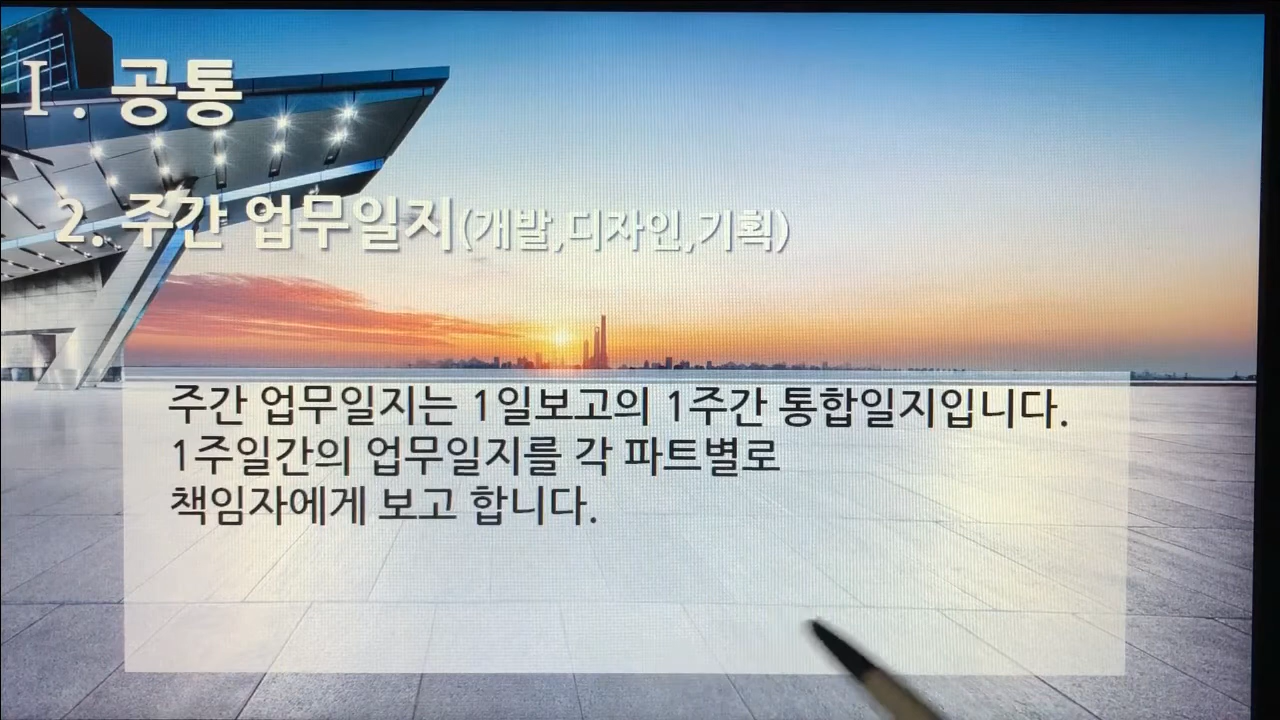 Ⅰ. 공통
2. 주간 업무일지(개발,디자인,기획)
주간 업무일지는 1일보고의 1주간 통합일지입니다.
1주일간의 업무일지를 각 파트별로
책임자에게 보고 합니다.